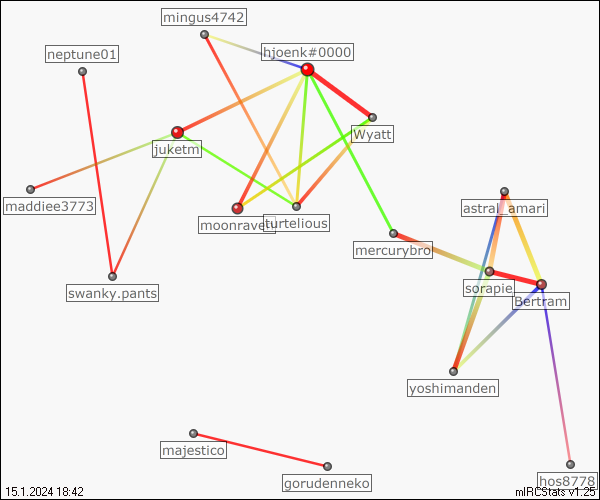 mingus4742
neptune01
hjoenk#0000
Wyatt
juketm
maddiee3773
astral_amari
moonraven
turtelious
mercurybro
swanky.pants
sorapie
Bertram
yoshimanden
majestico
gorudenneko
hos8778
15.1.2024 18:42
mIRCStats v1.25